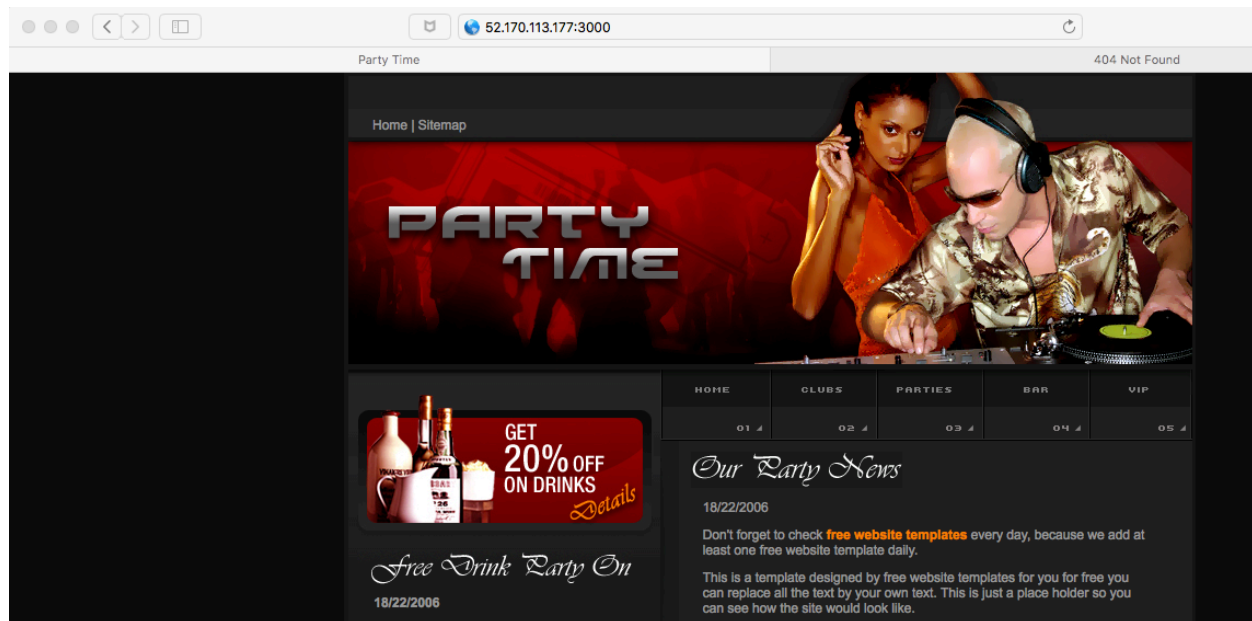 52.170.113.177:3000
Party Time
404 Not Found
Home | Sitemap
PARTY
TIME
HOME
CLUBS
PARTIES
BAR
VIP
01
02
03
04
05
GET
20% OFF
ON DRINKS
Details
Our Party News
18/22/2006
Don't forget to check free website templates every day, because we add at
least one free website template daily.
This is a template designed by free website templates for you for free you
can replace all the text by your own text. This is just a place holder so you
can see how the site would look like.
Free Drink Party On
18/22/2006